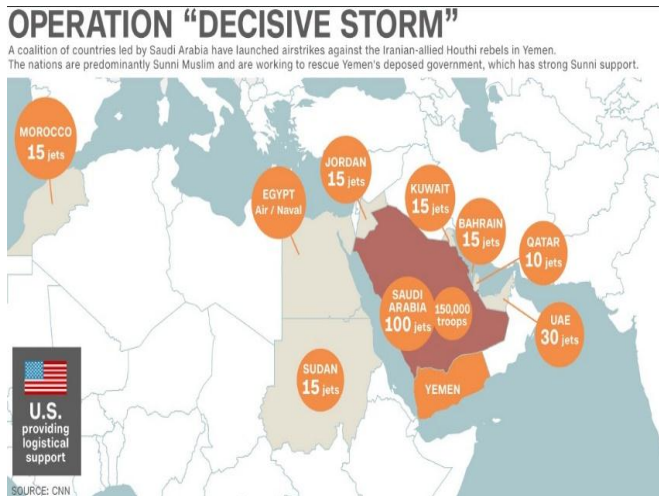 OPERATION “DECISIVE STORM”
A coalition of countries led by Saudi Arabia have launched airstrikes against the Iranian-allied Houthi rebels in Yemen.
The nations are predominantly Sunni Muslim and are working to rescue Yemen's deposed government, which has strong Sunni support.
MOROCCO
15 jets
EGYPT
Air / Naval
JORDAN
15 jets
KUWAIT
15 jets
BAHRAIN
15 jets
QATAR
10 jets
SAUDI
ARABIA
100 jets
150,000
troops
UAE
30 jets
SUDAN
15 jets
YEMEN
U.S.
providing
logistical
support
SOURCE: CNN